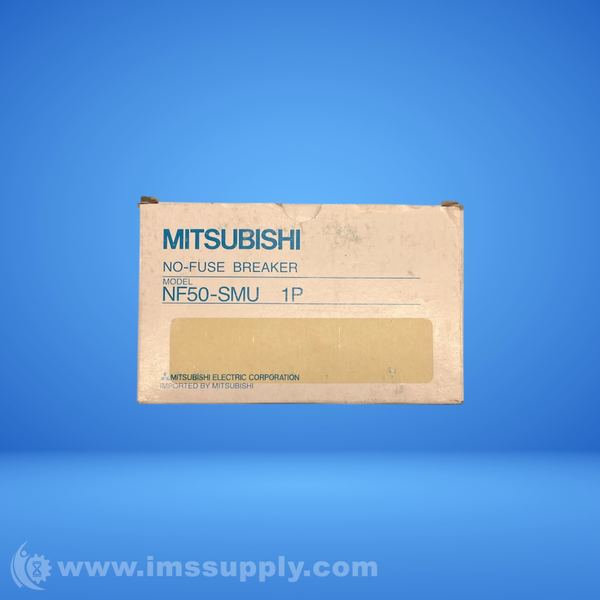 MITSUBISHI
NO-FUSE BREAKER
MODEL
NF50-SMU 1P
MITSUBISHI ELECTRIC CORPORATION
IMPORTED BY MITSUBISHI
www.imssupply.com